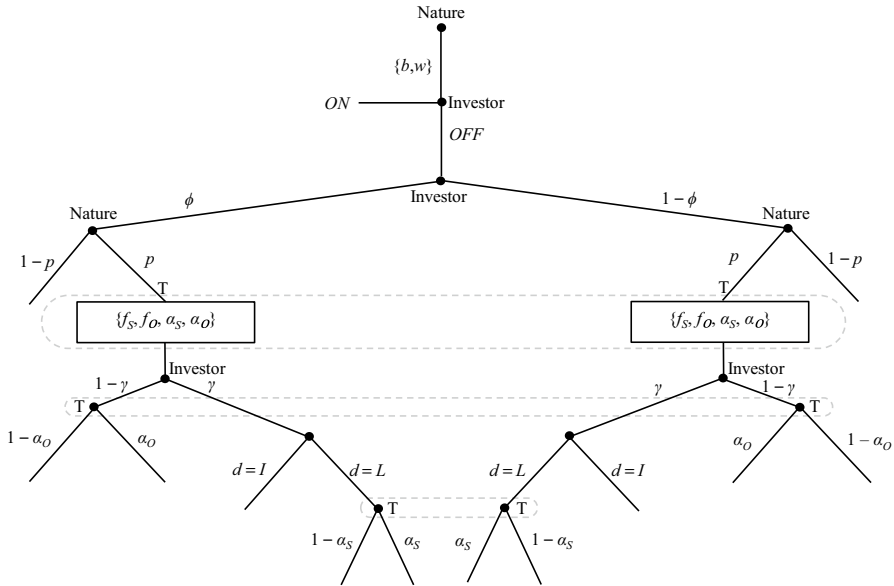 Nature
{b,w}
ON
Investor
OFF
Investor
ϕ
1 − ϕ
Nature
Nature
1 − p
p
p
1 − p
T
T
{f_S, f_O, α_S, α_O}
{f_S, f_O, α_S, α_O}
Investor
Investor
1 − γ
γ
γ
1 − γ
T
T
1 − α_O
α_O
α_O
1 − α_O
d = I
d = L
d = L
d = I
T
T
1 − α_S
α_S
α_S
1 − α_S